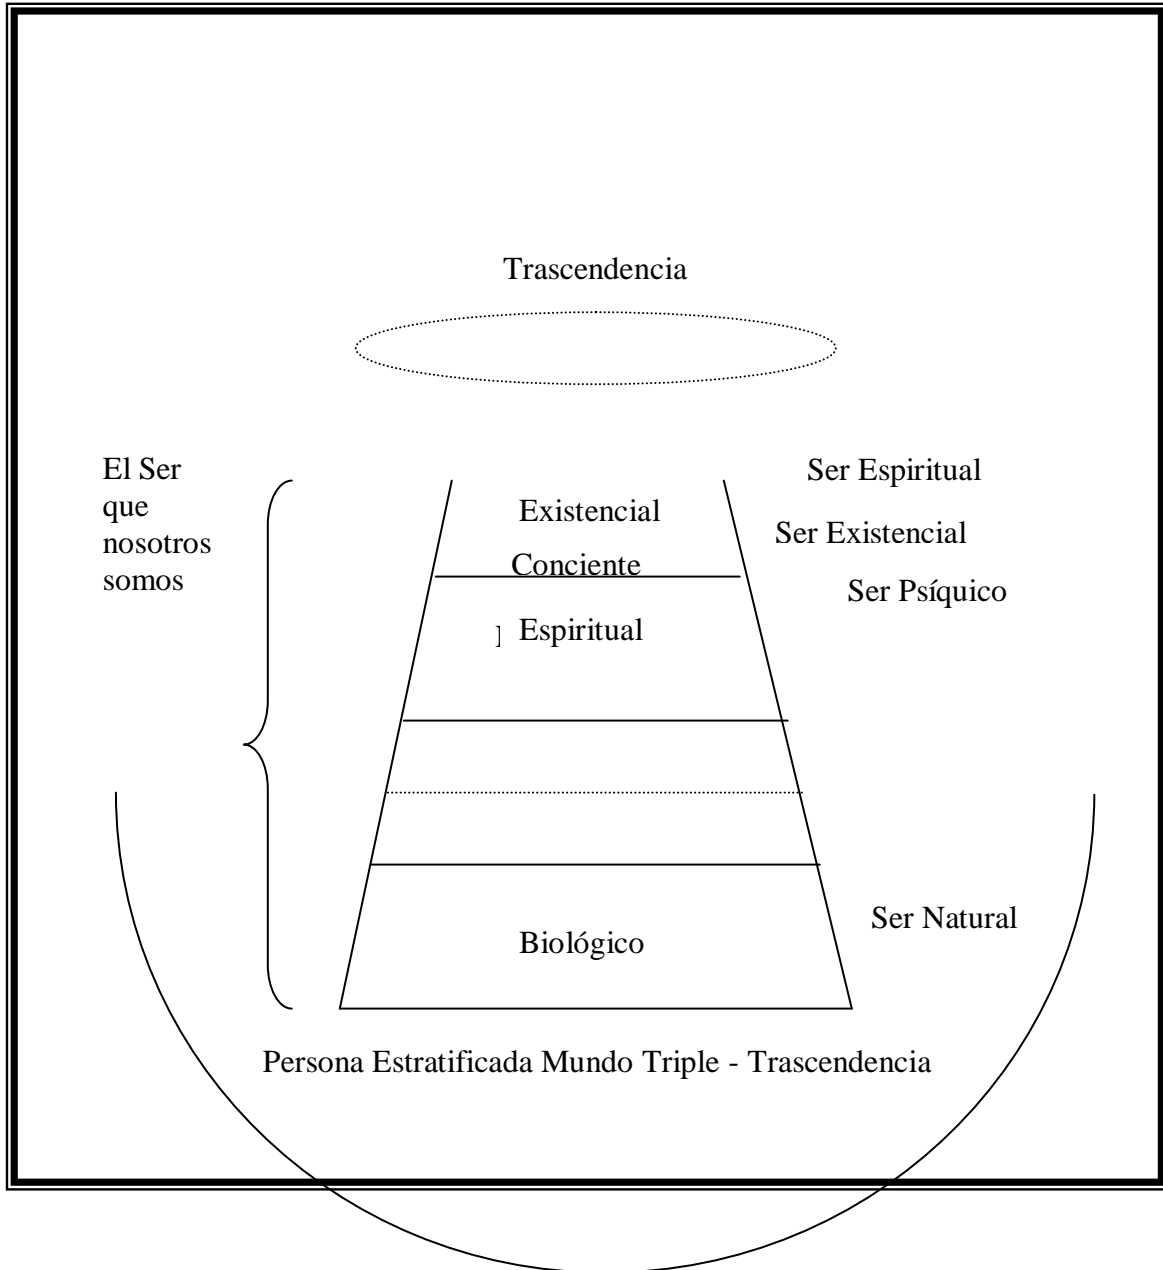 Trascendencia
El Ser
que
nosotros
somos
Existencial
Conciente
Espiritual
Biológico
Ser Espiritual
Ser Existencial
Ser Psíquico
Ser Natural
Persona Estratificada Mundo Triple - Trascendencia